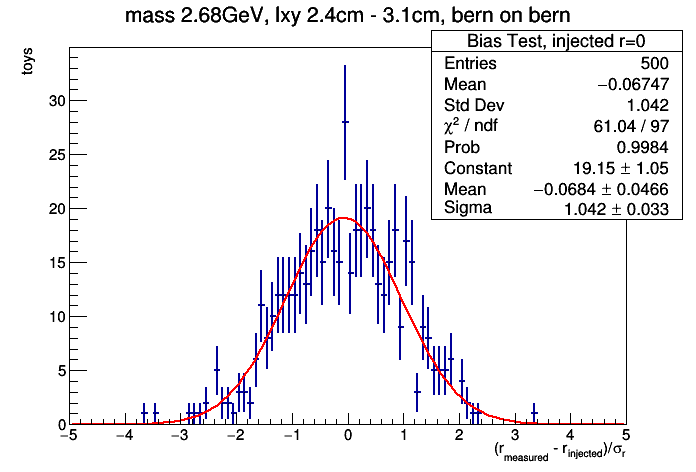 mass 2.68GeV, lxy 2.4cm - 3.1cm, bern on bern
Bias Test, injected r=0
Entries 500
Mean −0.06747
Std Dev 1.042
χ² / ndf 61.04 / 97
Prob 0.9984
Constant 19.15 ± 1.05
Mean −0.0684 ± 0.0466
Sigma 1.042 ± 0.033
toys
30
25
20
15
10
5
0
−5 −4 −3 −2 −1 0 1 2 3 4 5
(r_measured - r_injected)/σ_r